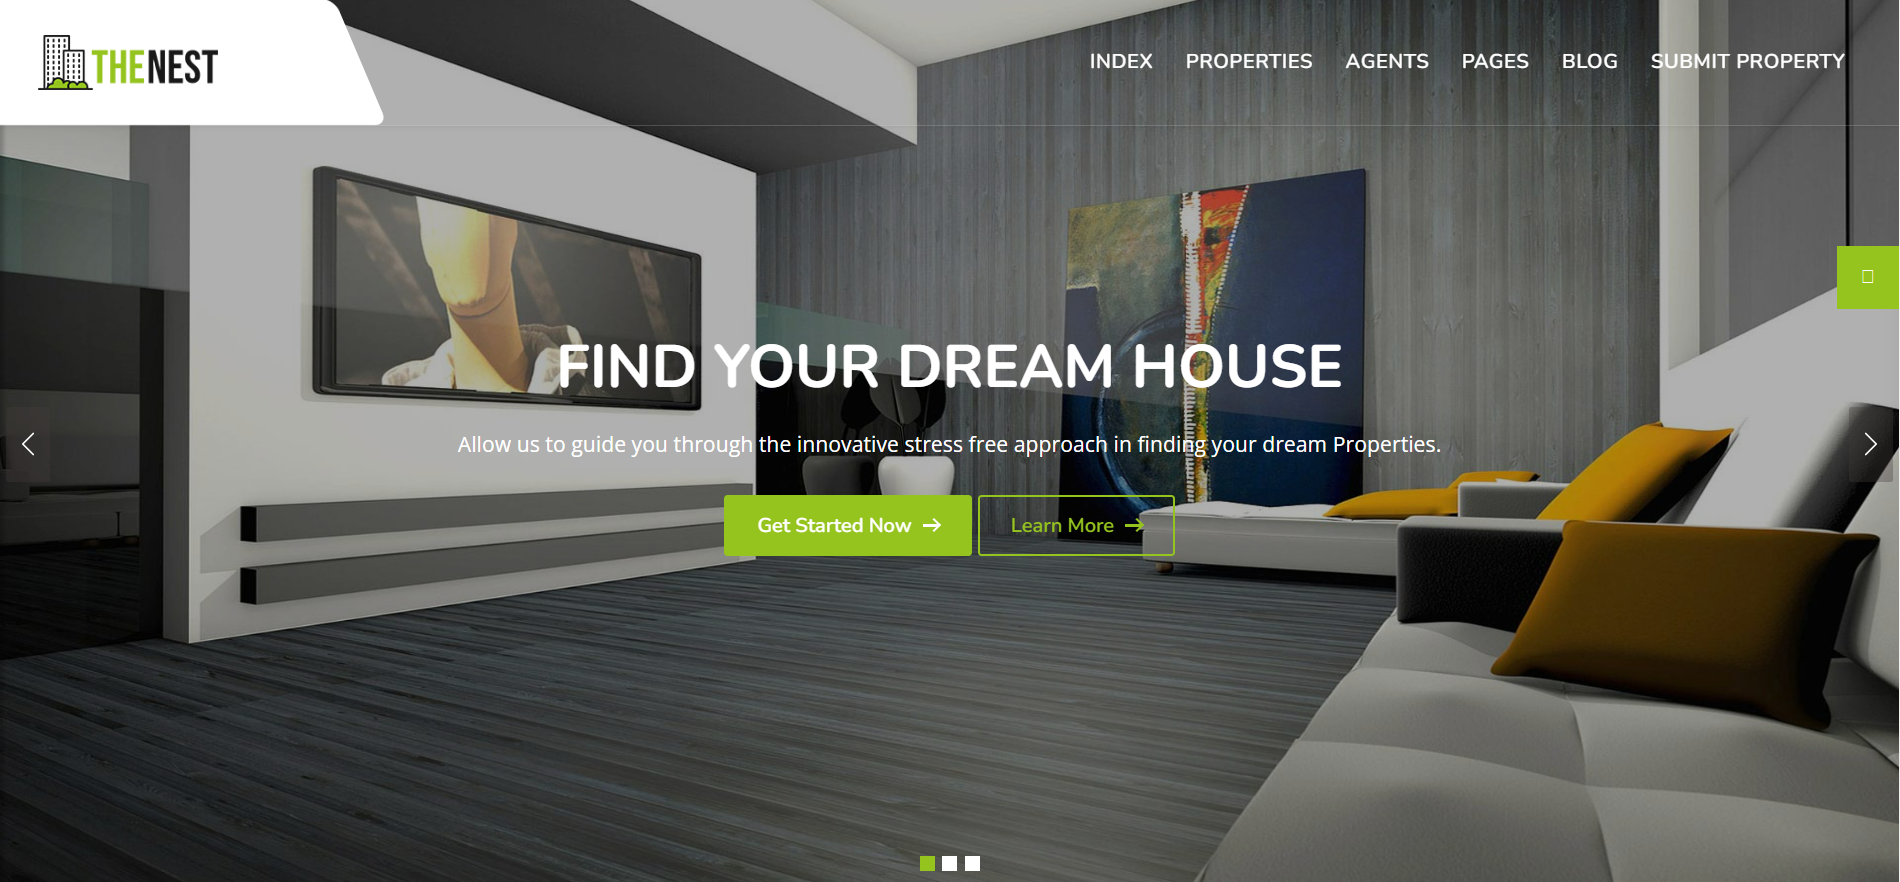 THENEST
INDEX PROPERTIES AGENTS PAGES BLOG SUBMIT PROPERTY
FIND YOUR DREAM HOUSE
Allow us to guide you through the innovative stress free approach in finding your dream Properties.
Get Started Now → Learn More →